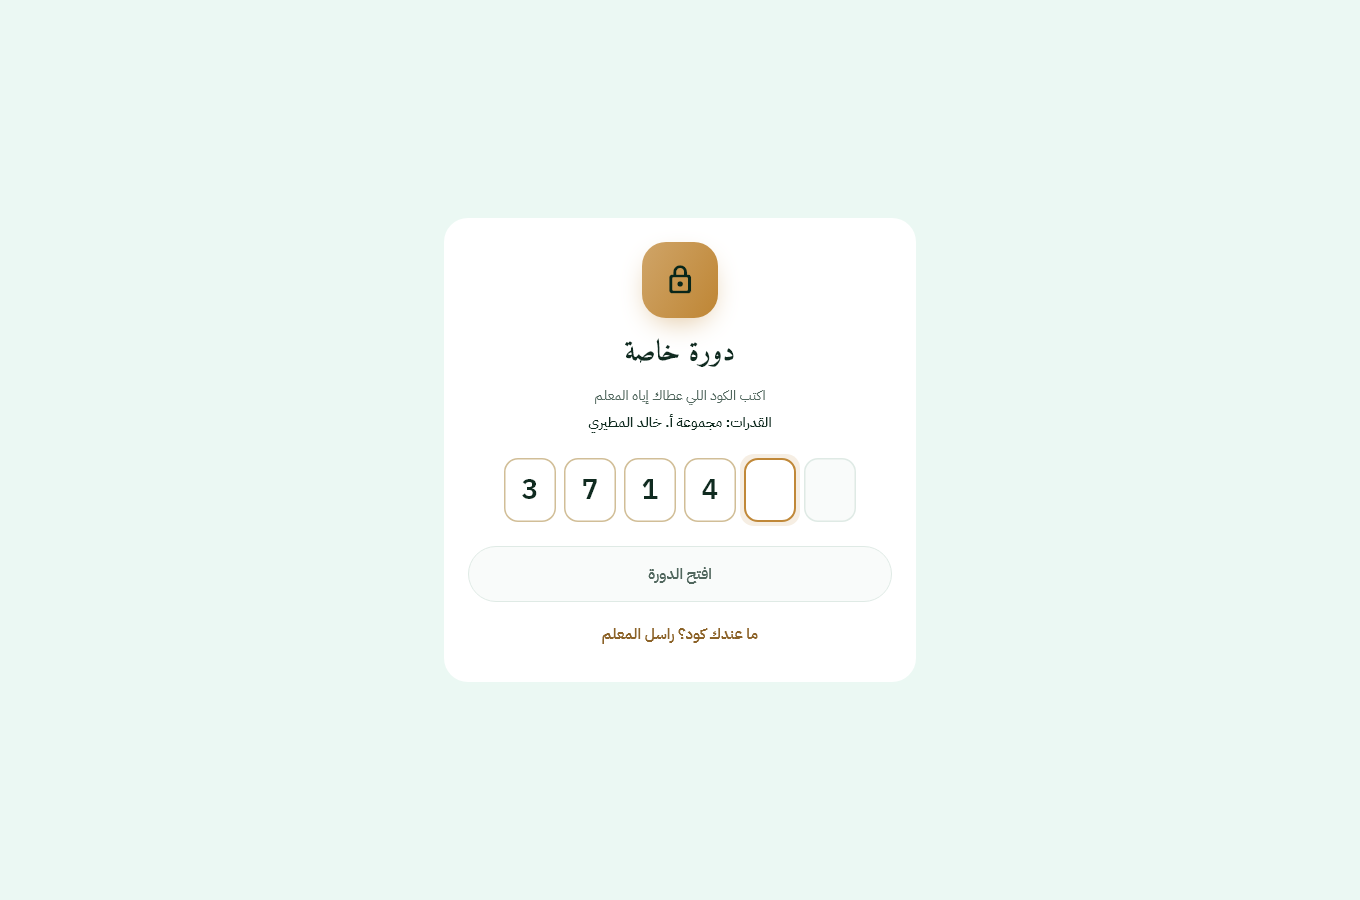 دورة خاصة
اكتب الكود اللي عطاك إياه المعلم
القدرات: مجموعة أ. خالد المطيري
3 7 1 4
افتح الدورة
ما عندك كود؟ راسل المعلم